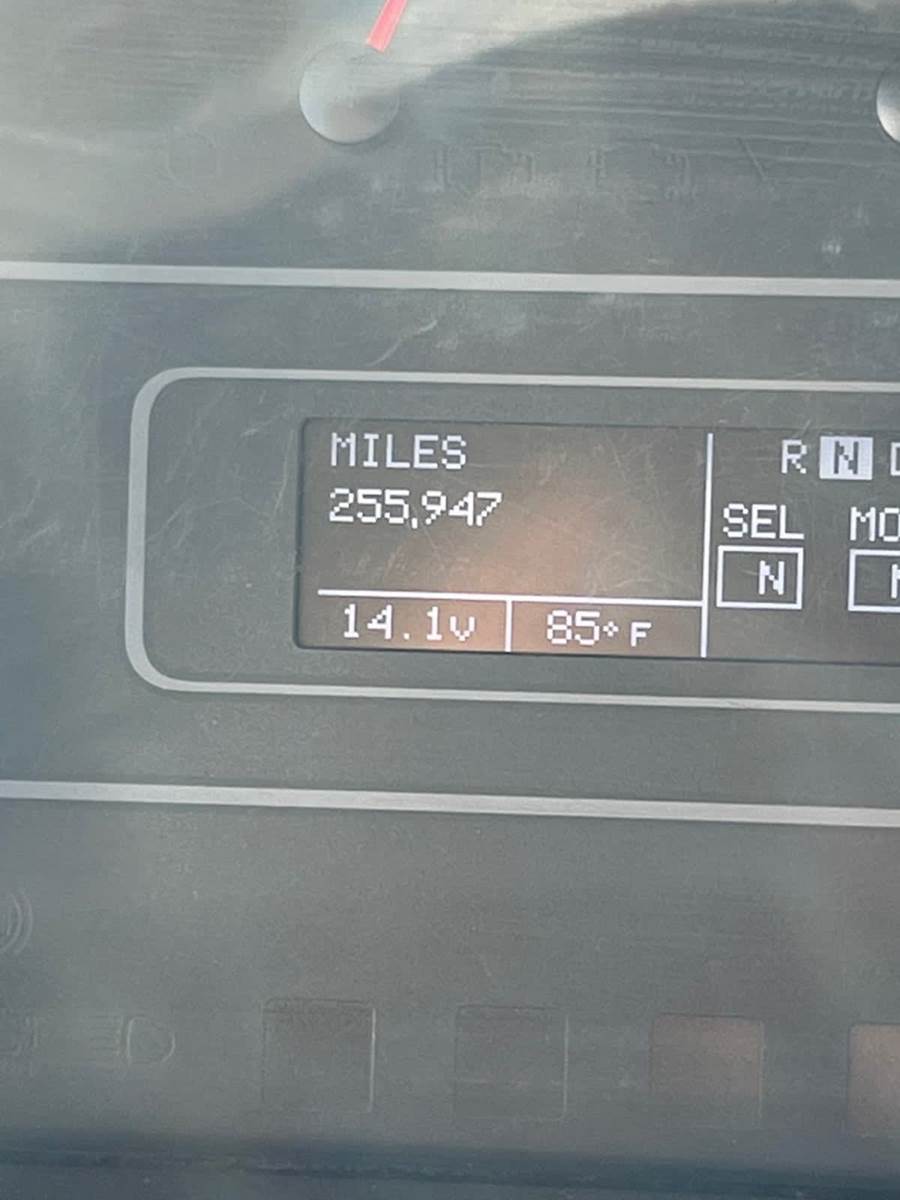 MILES
255,947
14.1v
85° F
R N
SEL
N